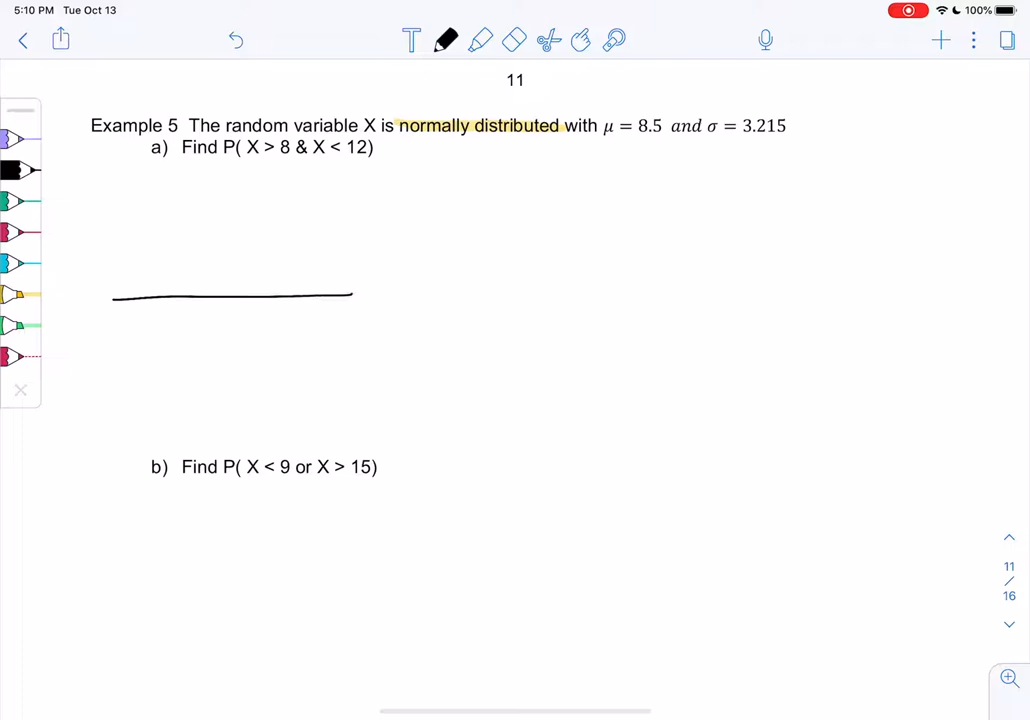 5:10 PM Tue Oct 13
100%
T
11
Example 5 The random variable X is normally distributed with μ = 8.5 and σ = 3.215
a) Find P( X > 8 & X < 12)
b) Find P( X < 9 or X > 15)
11
/
16